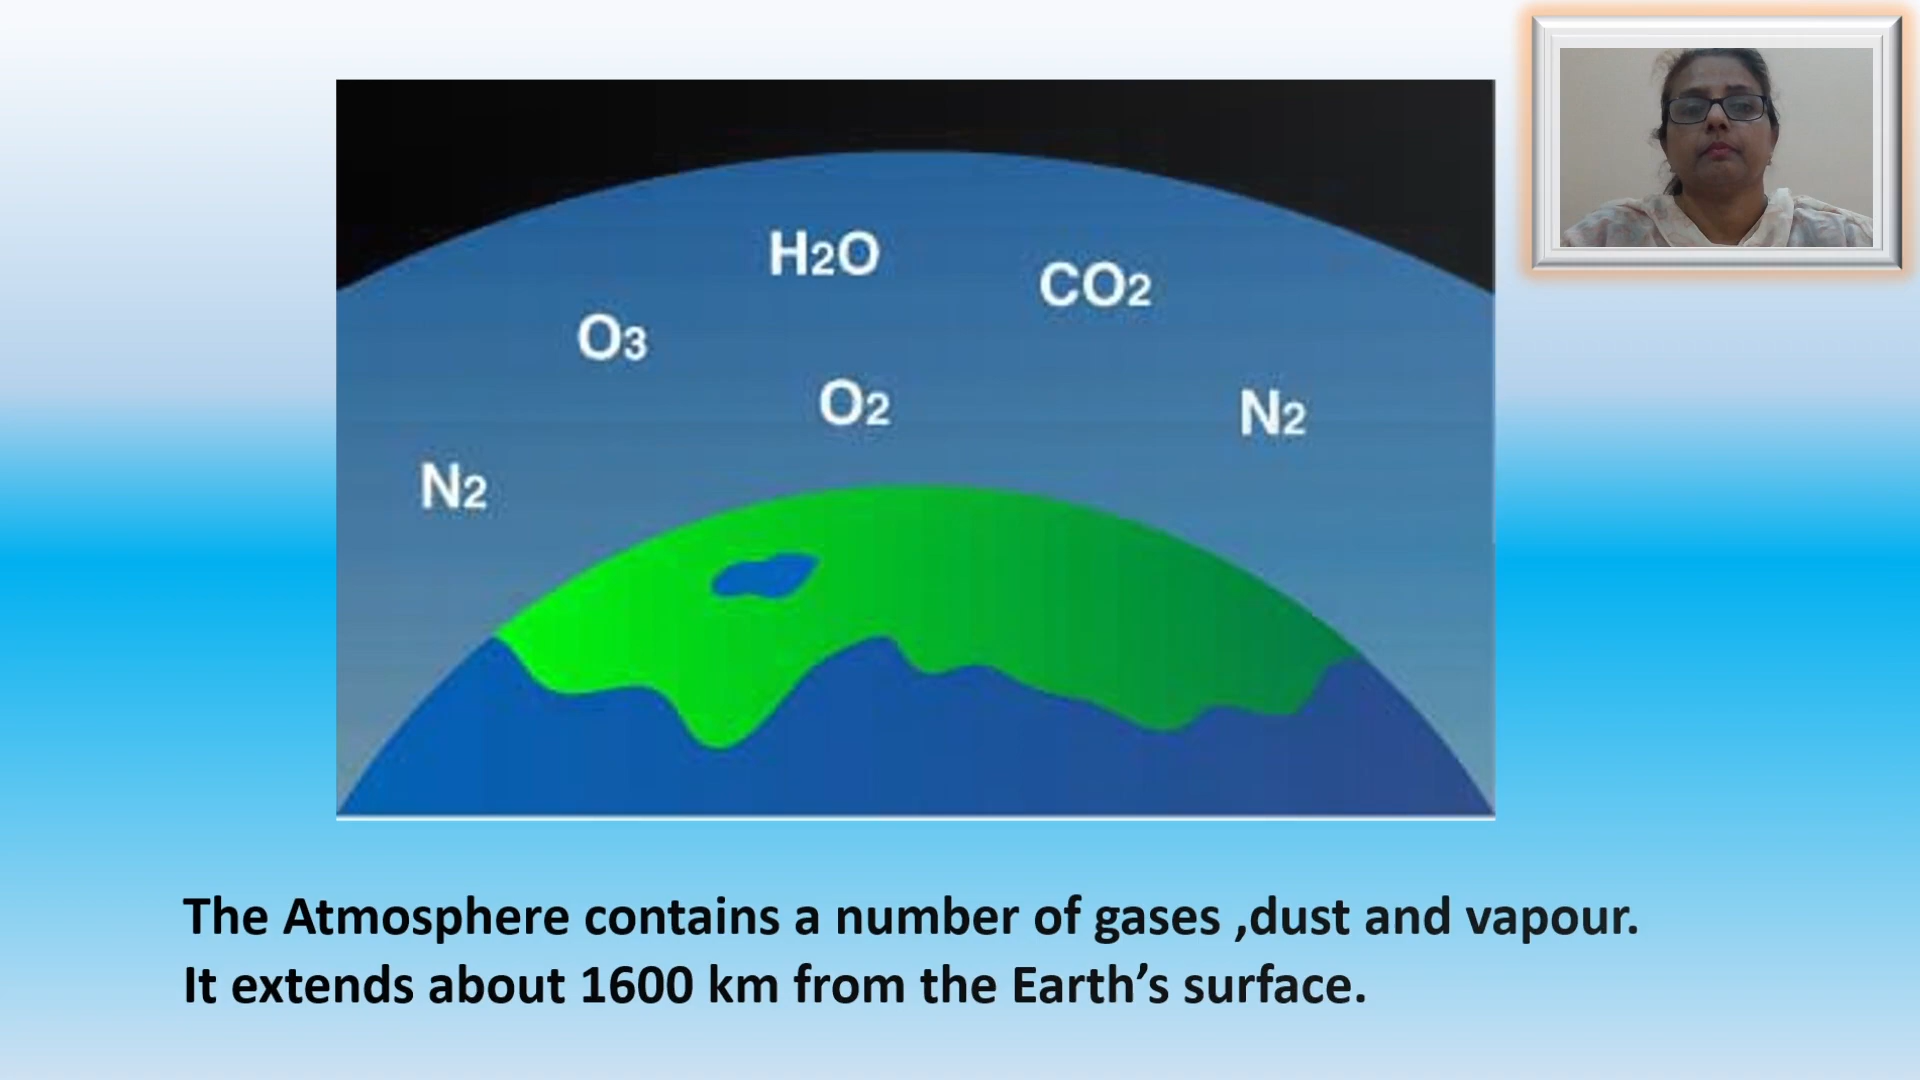 H2O
CO2
O3
O2
N2
N2
The Atmosphere contains a number of gases ,dust and vapour.
It extends about 1600 km from the Earth’s surface.